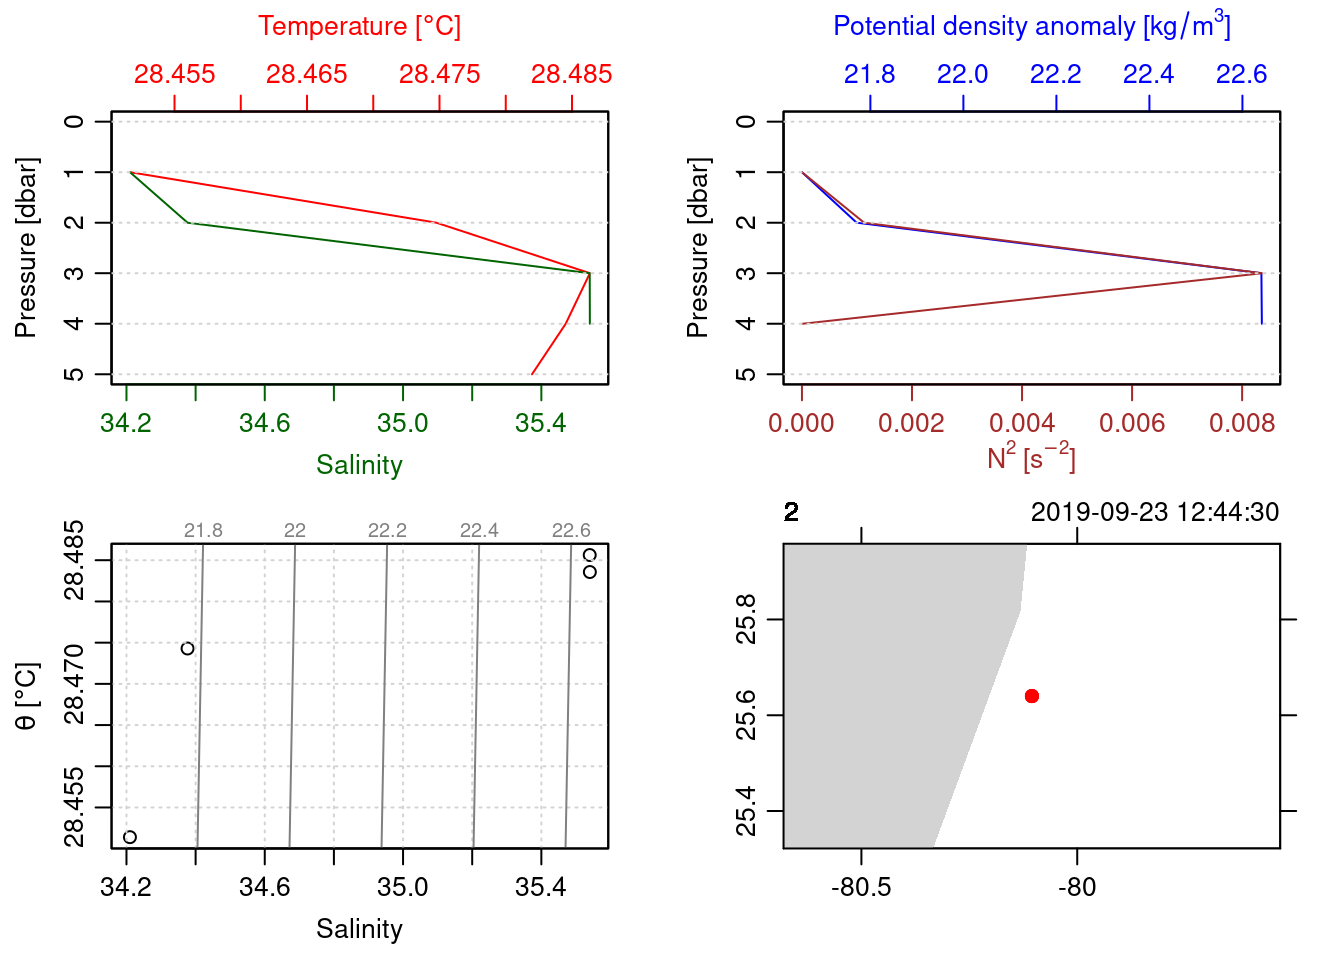 Temperature [°C]
28.455 28.465 28.475 28.485
Pressure [dbar]
0 1 2 3 4 5
34.2 34.6 35.0 35.4
Salinity
Potential density anomaly [kg/m³]
21.8 22.0 22.2 22.4 22.6
Pressure [dbar]
0 1 2 3 4 5
0.000 0.002 0.004 0.006 0.008
N² [s⁻²]
21.8 22 22.2 22.4 22.6
θ [°C]
28.485 28.470 28.455
34.2 34.6 35.0 35.4
Salinity
2 2019-09-23 12:44:30
25.8 25.6 25.4
-80.5 -80